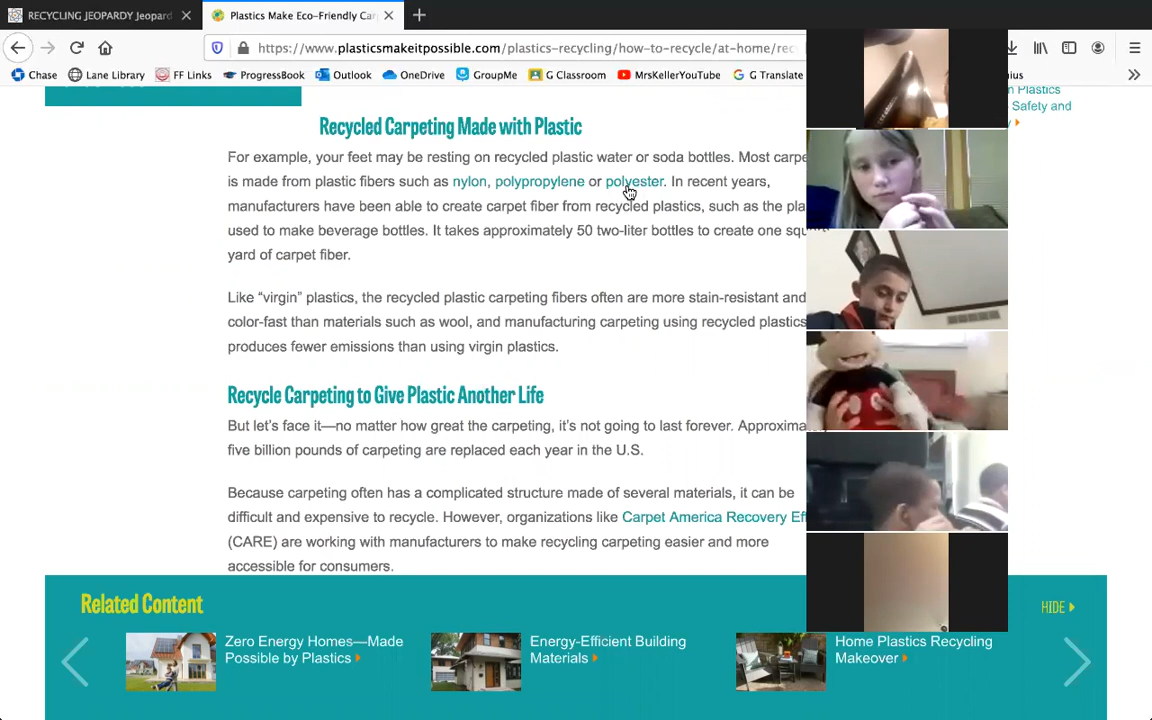 RECYCLING JEOPARDY Jeopard
Plastics Make Eco-Friendly Car
https://www.plasticsmakeitpossible.com/plastics-recycling/how-to-recycle/at-home/rec
Chase Lane Library FF Links ProgressBook Outlook OneDrive GroupMe G Classroom MrsKellerYouTube G Translate nius
n Plastics
Safety and
Recycled Carpeting Made with Plastic
For example, your feet may be resting on recycled plastic water or soda bottles. Most carpe
is made from plastic fibers such as nylon, polypropylene or polyester. In recent years,
manufacturers have been able to create carpet fiber from recycled plastics, such as the pla
used to make beverage bottles. It takes approximately 50 two-liter bottles to create one squ
yard of carpet fiber.
Like “virgin” plastics, the recycled plastic carpeting fibers often are more stain-resistant and
color-fast than materials such as wool, and manufacturing carpeting using recycled plastics
produces fewer emissions than using virgin plastics.
Recycle Carpeting to Give Plastic Another Life
But let’s face it—no matter how great the carpeting, it’s not going to last forever. Approxima
five billion pounds of carpeting are replaced each year in the U.S.
Because carpeting often has a complicated structure made of several materials, it can be
difficult and expensive to recycle. However, organizations like Carpet America Recovery Eff
(CARE) are working with manufacturers to make recycling carpeting easier and more
accessible for consumers.
Related Content
HIDE
Zero Energy Homes—Made
Possible by Plastics
Energy-Efficient Building
Materials
Home Plastics Recycling
Makeover